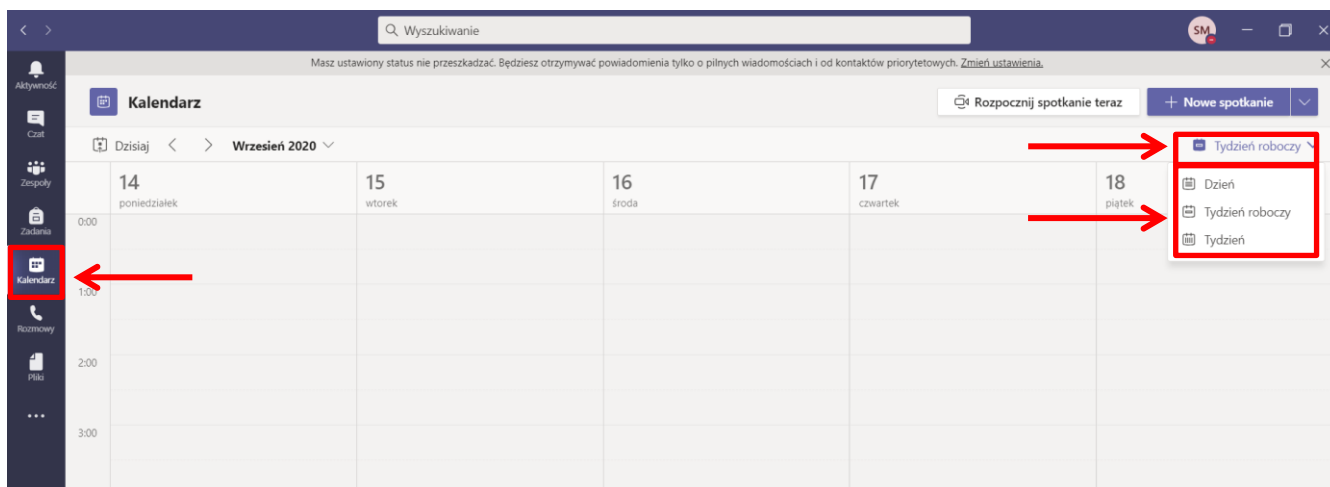 Wyszukiwanie
SM
Masz ustawiony status nie przeszkadzać. Będziesz otrzymywać powiadomienia tylko o pilnych wiadomościach i od kontaktów priorytetowych. Zmień ustawienia.
Aktywność
Czat
Zespoły
Zadania
Kalendarz
Rozmowy
Pliki
Kalendarz
Rozpocznij spotkanie teraz
+ Nowe spotkanie
Dzisiaj
Wrzesień 2020
Tydzień roboczy
Dzień
Tydzień roboczy
Tydzień
14
poniedziałek
15
wtorek
16
środa
17
czwartek
18
piątek
0:00
1:00
2:00
3:00